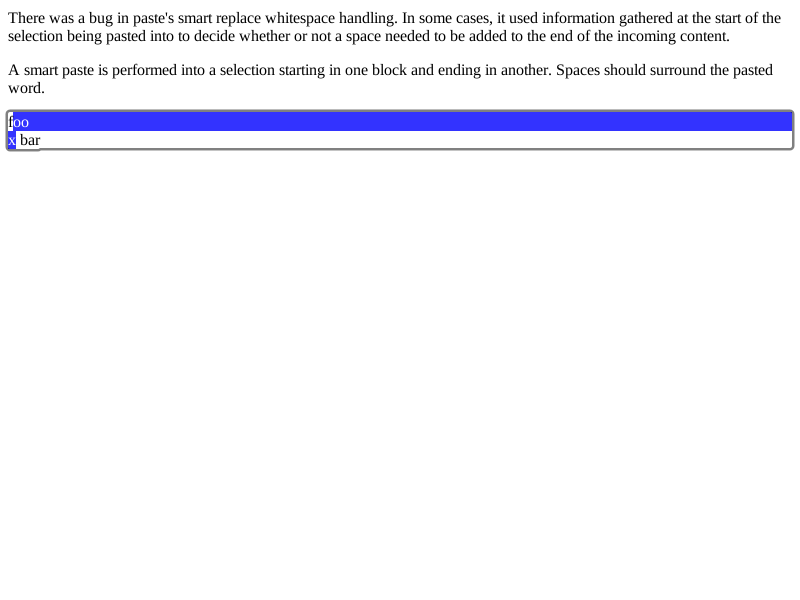 There was a bug in paste's smart replace whitespace handling. In some cases, it used information gathered at the start of the
selection being pasted into to decide whether or not a space needed to be added to the end of the incoming content.
A smart paste is performed into a selection starting in one block and ending in another. Spaces should surround the pasted
word.
foo
x bar